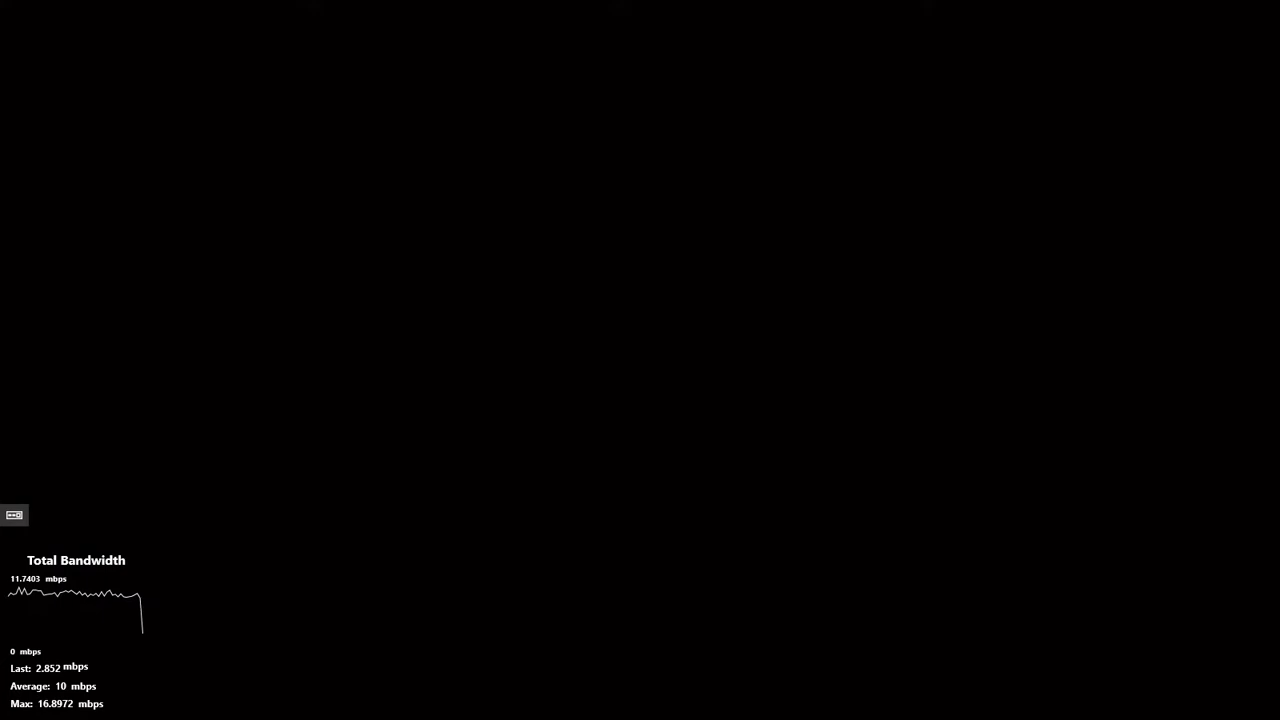 Total Bandwidth
11.7403 mbps
0 mbps
Last: 2.852 mbps
Average: 10 mbps
Max: 16.8972 mbps